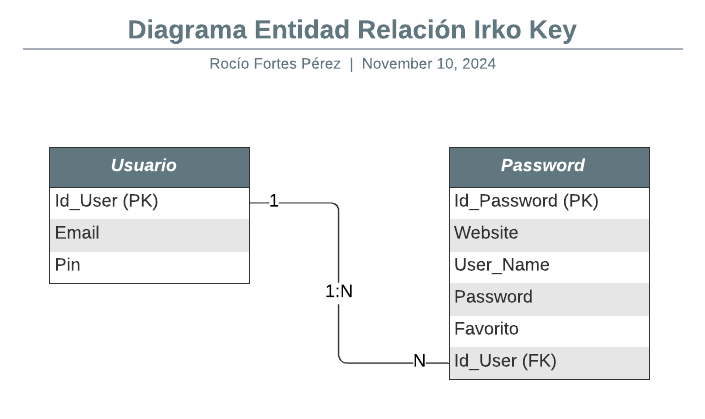 Diagrama Entidad Relación Irko Key
Rocío Fortes Pérez | November 10, 2024
Usuario
Id_User (PK)
Email
Pin
1
1:N
N
Password
Id_Password (PK)
Website
User_Name
Password
Favorito
Id_User (FK)